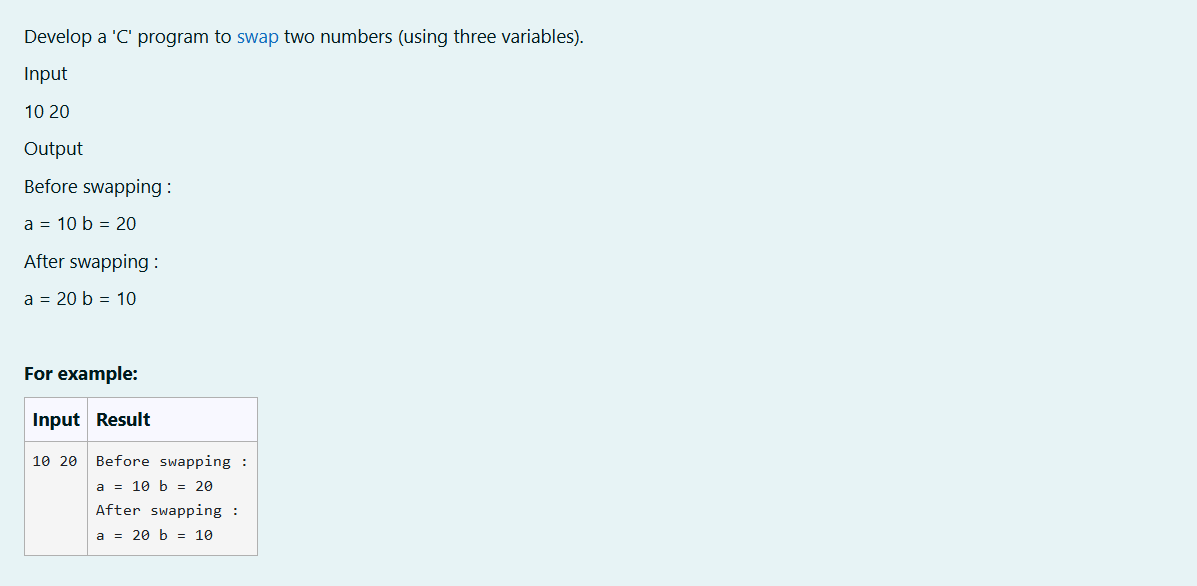 Develop a 'C' program to swap two numbers (using three variables).
Input
10 20
Output
Before swapping :
a = 10 b = 20
After swapping :
a = 20 b = 10
For example:
Input Result
10 20 Before swapping :
a = 10 b = 20
After swapping :
a = 20 b = 10